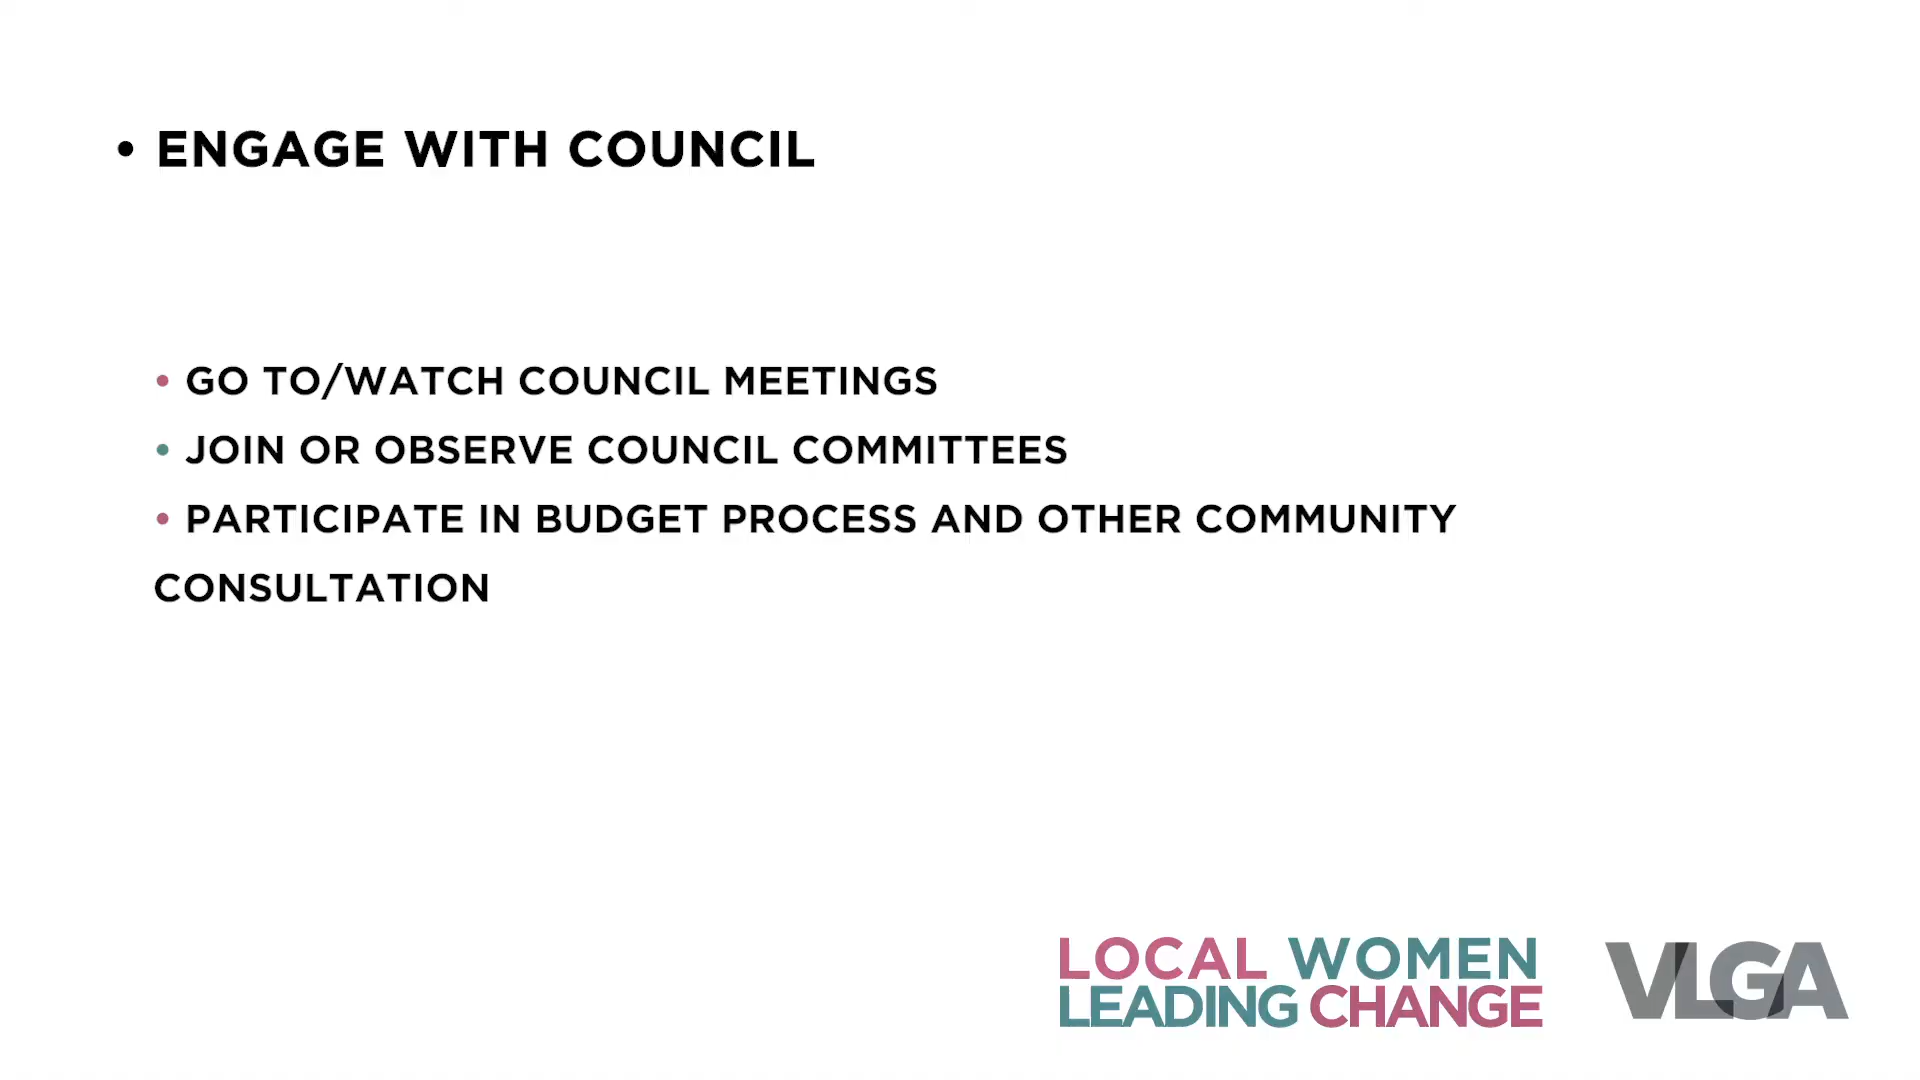 • ENGAGE WITH COUNCIL
• GO TO/WATCH COUNCIL MEETINGS
• JOIN OR OBSERVE COUNCIL COMMITTEES
• PARTICIPATE IN BUDGET PROCESS AND OTHER COMMUNITY
CONSULTATION
LOCAL WOMEN
LEADING CHANGE
VLGA